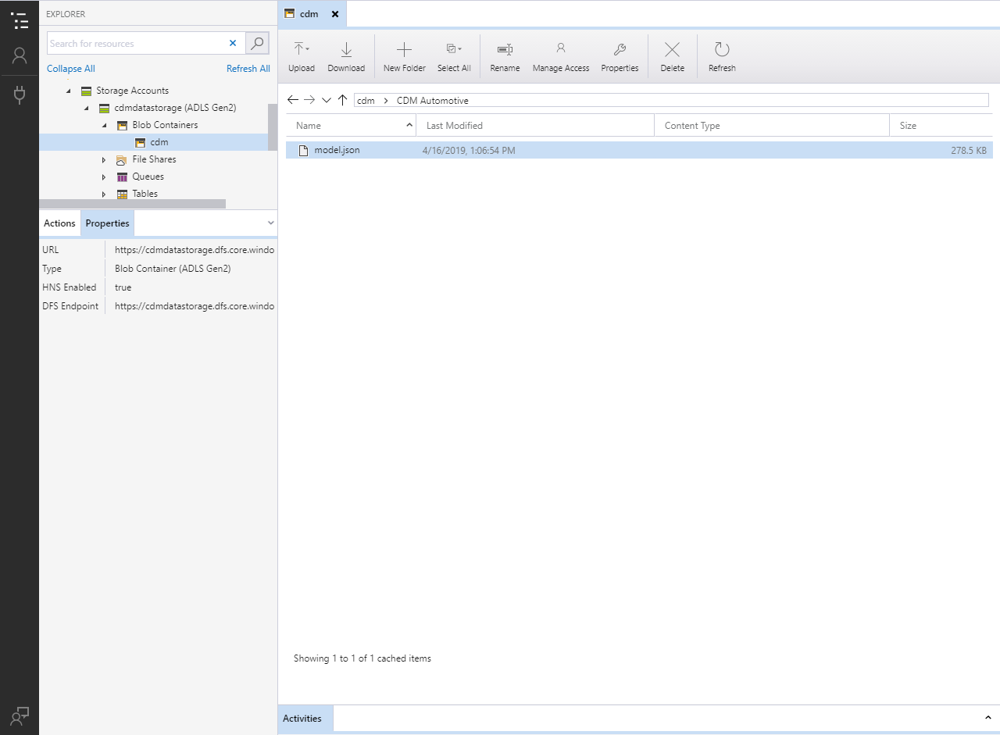 EXPLORER
Search for resources
Collapse All
Refresh All
Storage Accounts
cdmdatastorage (ADLS Gen2)
Blob Containers
cdm
File Shares
Queues
Tables
Actions
Properties
URL
https://cdmdatastorage.dfs.core.windo
Type
Blob Container (ADLS Gen2)
HNS Enabled
true
DFS Endpoint
https://cdmdatastorage.dfs.core.windo
cdm
Upload
Download
New Folder
Select All
Rename
Manage Access
Properties
Delete
Refresh
cdm
CDM Automotive
Name
Last Modified
Content Type
Size
model.json
4/16/2019, 1:06:54 PM
278.5 KB
Showing 1 to 1 of 1 cached items
Activities